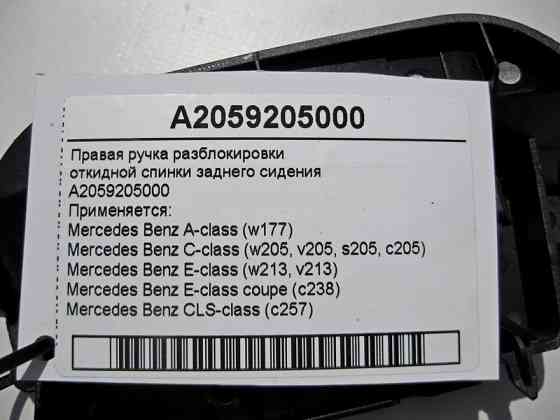 A2059205000
Правая ручка разблокировки
откидной спинки заднего сидения
A2059205000
Применяется:
Mercedes Benz A-class (w177)
Mercedes Benz C-class (w205, v205, s205, c205)
Mercedes Benz E-class (w213, v213)
Mercedes Benz E-class coupe (c238)
Mercedes Benz CLS-class (c257)